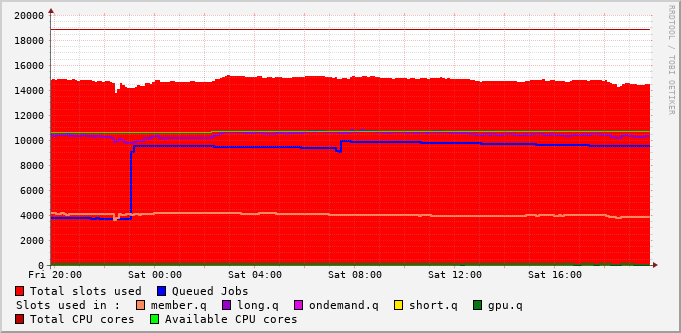 20000
18000
16000
14000
12000
10000
8000
6000
4000
2000
0
Fri 20:00 Sat 00:00 Sat 04:00 Sat 08:00 Sat 12:00 Sat 16:00
Total slots used Queued Jobs
Slots used in : member.q long.q ondemand.q short.q gpu.q
Total CPU cores Available CPU cores
RRDTOOL / TOBI OETIKER